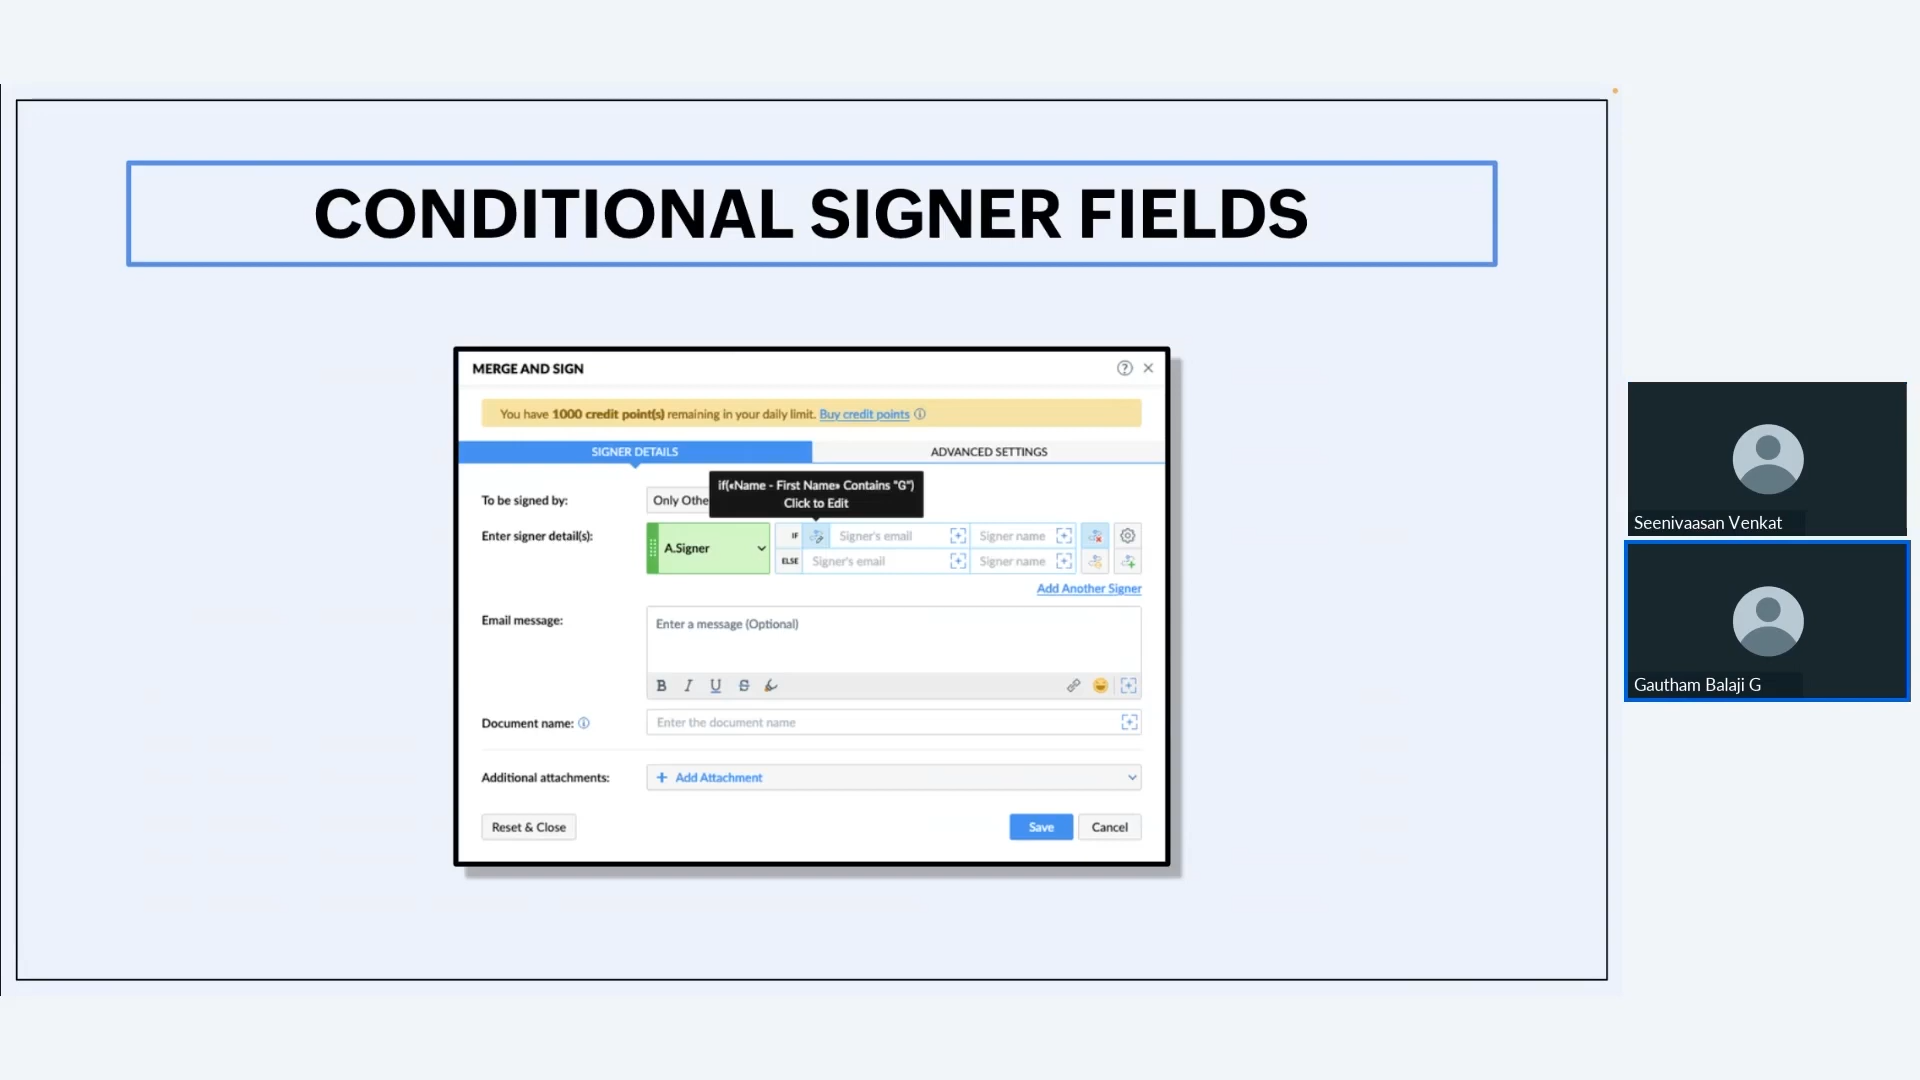 CONDITIONAL SIGNER FIELDS
MERGE AND SIGN
You have 1000 credit point(s) remaining in your daily limit. Buy credit points
SIGNER DETAILS
ADVANCED SETTINGS
if(«Name - First Name» Contains "G")
Click to Edit
To be signed by:
Only Othe
Enter signer detail(s):
A.Signer
IF
Signer's email
Signer name
ELSE
Signer's email
Signer name
Add Another Signer
Email message:
Enter a message (Optional)
B I U S
Document name:
Enter the document name
Additional attachments:
+ Add Attachment
Reset & Close
Save
Cancel
Seenivaasan Venkat
Gautham Balaji G